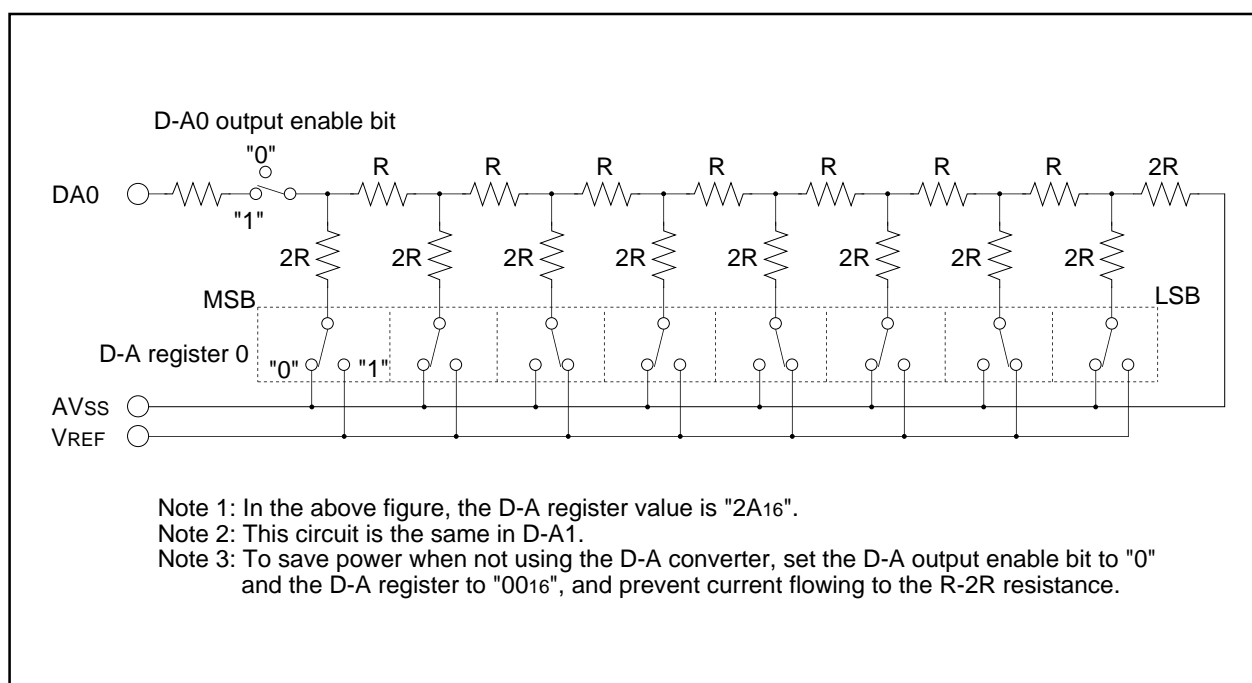 D-A0 output enable bit
"0"
DA0
"1"
R R R R R R R 2R
2R 2R 2R 2R 2R 2R 2R 2R
MSB LSB
D-A register 0
"0" "1"
AVSS
VREF
Note 1: In the above figure, the D-A register value is "2A16".
Note 2: This circuit is the same in D-A1.
Note 3: To save power when not using the D-A converter, set the D-A output enable bit to "0"
and the D-A register to "0016", and prevent current flowing to the R-2R resistance.